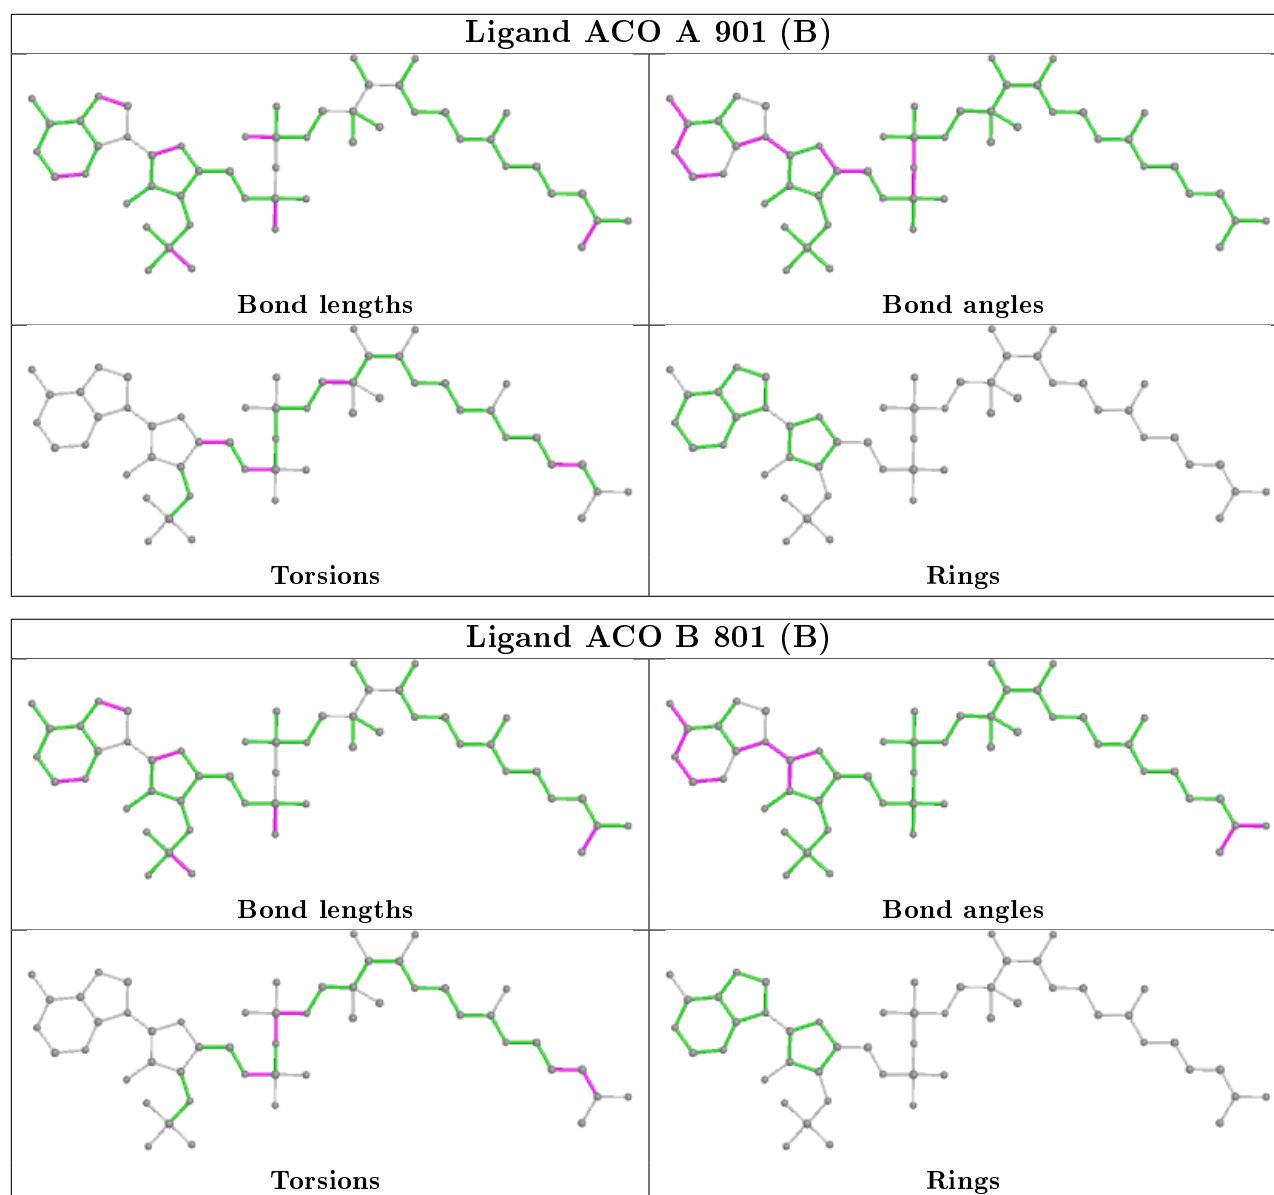 Ligand ACO A 901 (B)
Bond lengths
Bond angles
Torsions
Rings
Ligand ACO B 801 (B)
Bond lengths
Bond angles
Torsions
Rings